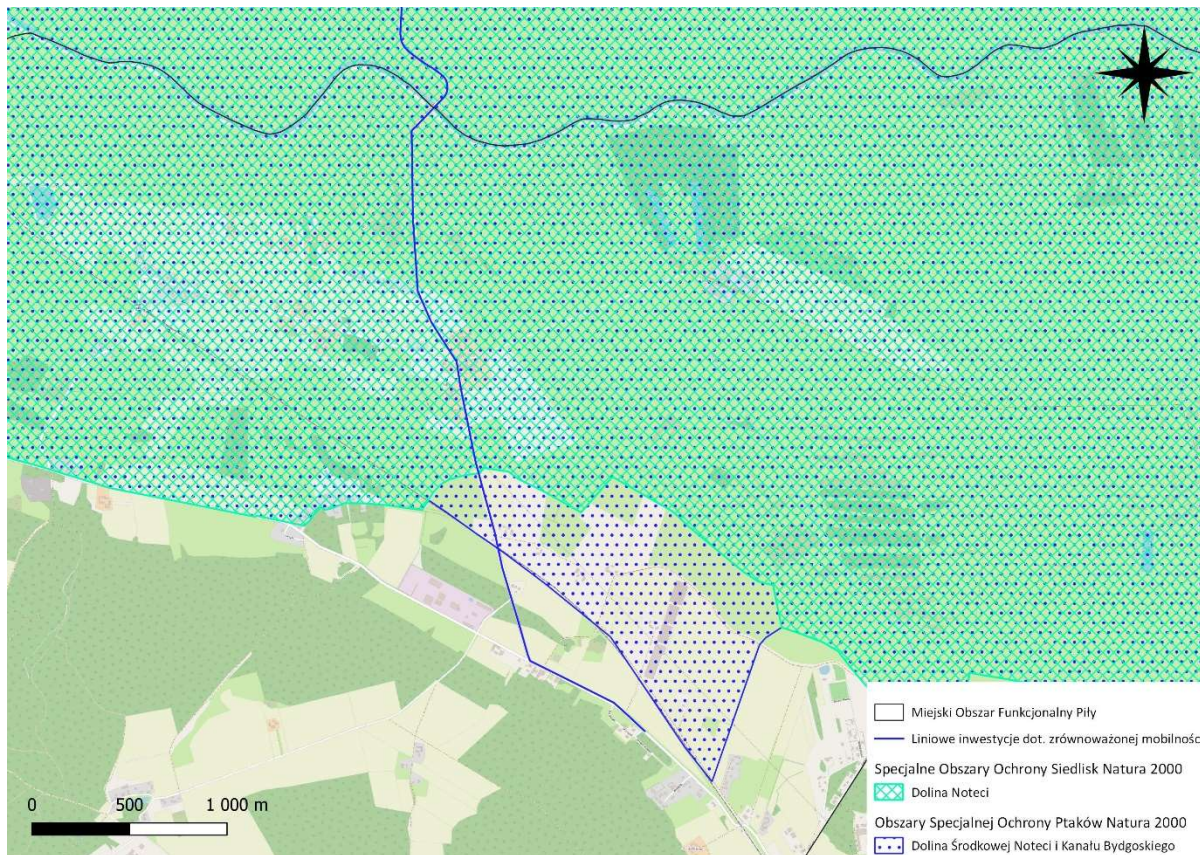 Miejski Obszar Funkcjonalny Piły
Liniowe inwestycje dot. zrównoważonej mobilnośc
Specjalne Obszary Ochrony Siedlisk Natura 2000
Dolina Noteci
Obszary Specjalnej Ochrony Ptaków Natura 2000
Dolina Środkowej Noteci i Kanału Bydgoskiego
0 500 1 000 m